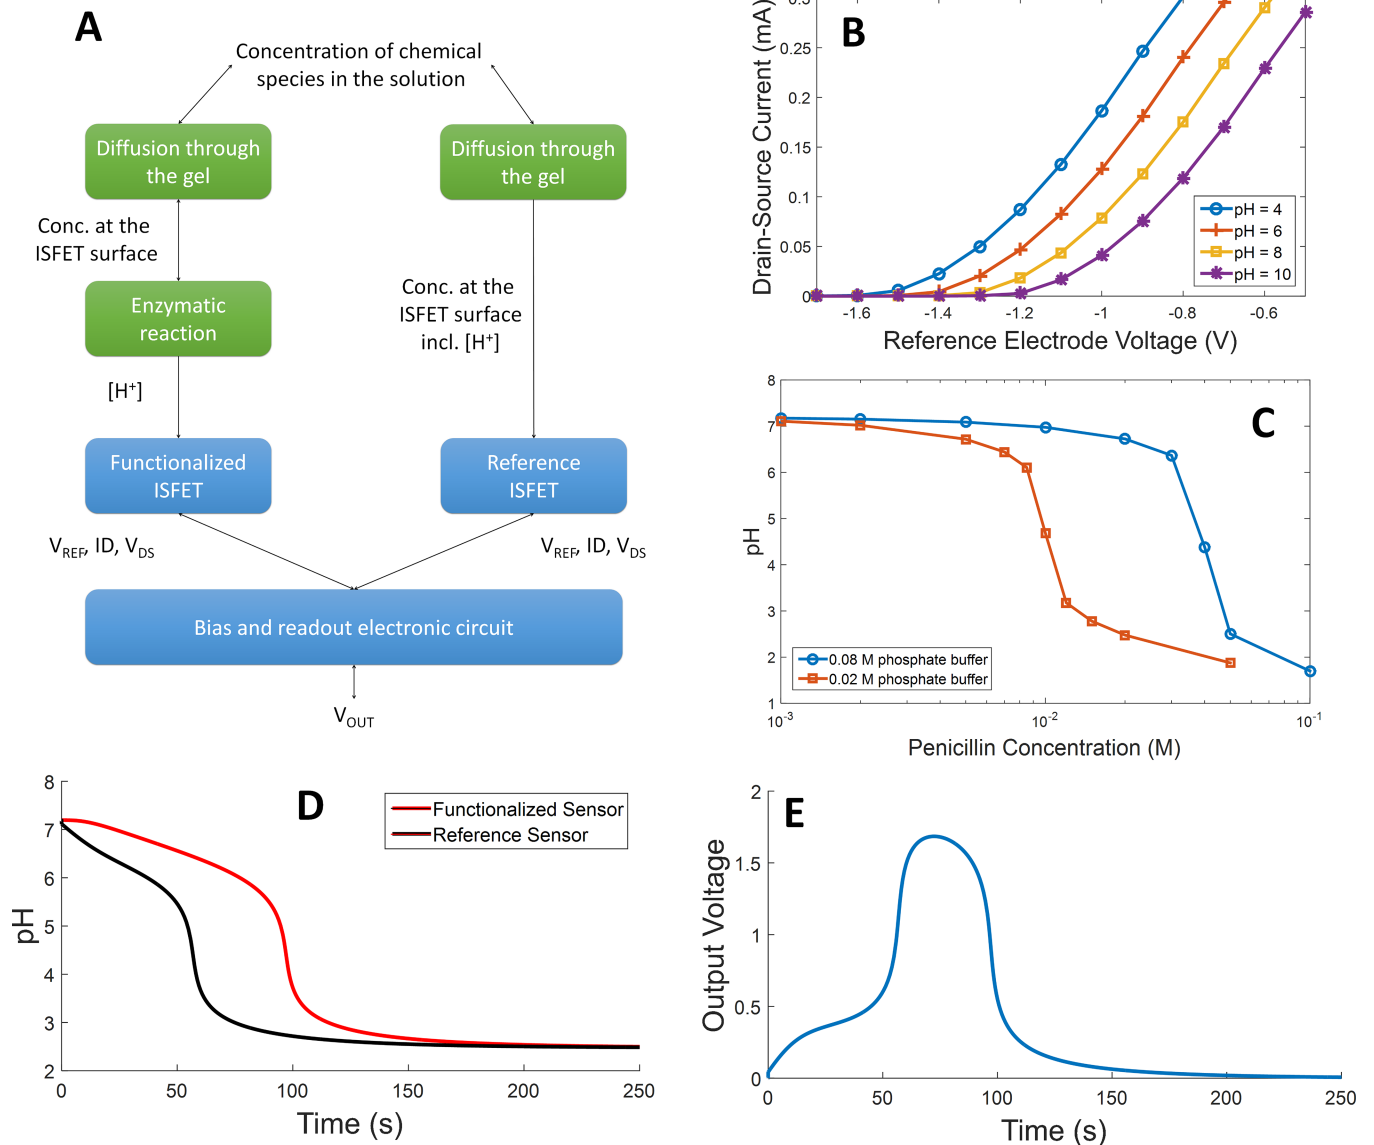 A
Concentration of chemical
species in the solution
Diffusion through
the gel
Diffusion through
the gel
Conc. at the
ISFET surface
Conc. at the
ISFET surface
incl. [H+]
Enzymatic
reaction
[H+]
Functionalized
ISFET
Reference
ISFET
VREF, ID, VDS
VREF, ID, VDS
Bias and readout electronic circuit
VOUT
B
Drain-Source Current (mA)
0.3
0.25
0.2
0.15
0.1
0.05
0
-1.6
-1.4
-1.2
-1
-0.8
-0.6
Reference Electrode Voltage (V)
pH = 4
pH = 6
pH = 8
pH = 10
C
pH
8
7
6
5
4
3
2
1
10-3
10-2
10-1
Penicillin Concentration (M)
0.08 M phosphate buffer
0.02 M phosphate buffer
D
pH
8
7
6
5
4
3
2
0
50
100
150
200
250
Time (s)
Functionalized Sensor
Reference Sensor
E
Output Voltage
2
1.5
1
0.5
0
0
50
100
150
200
250
Time (s)